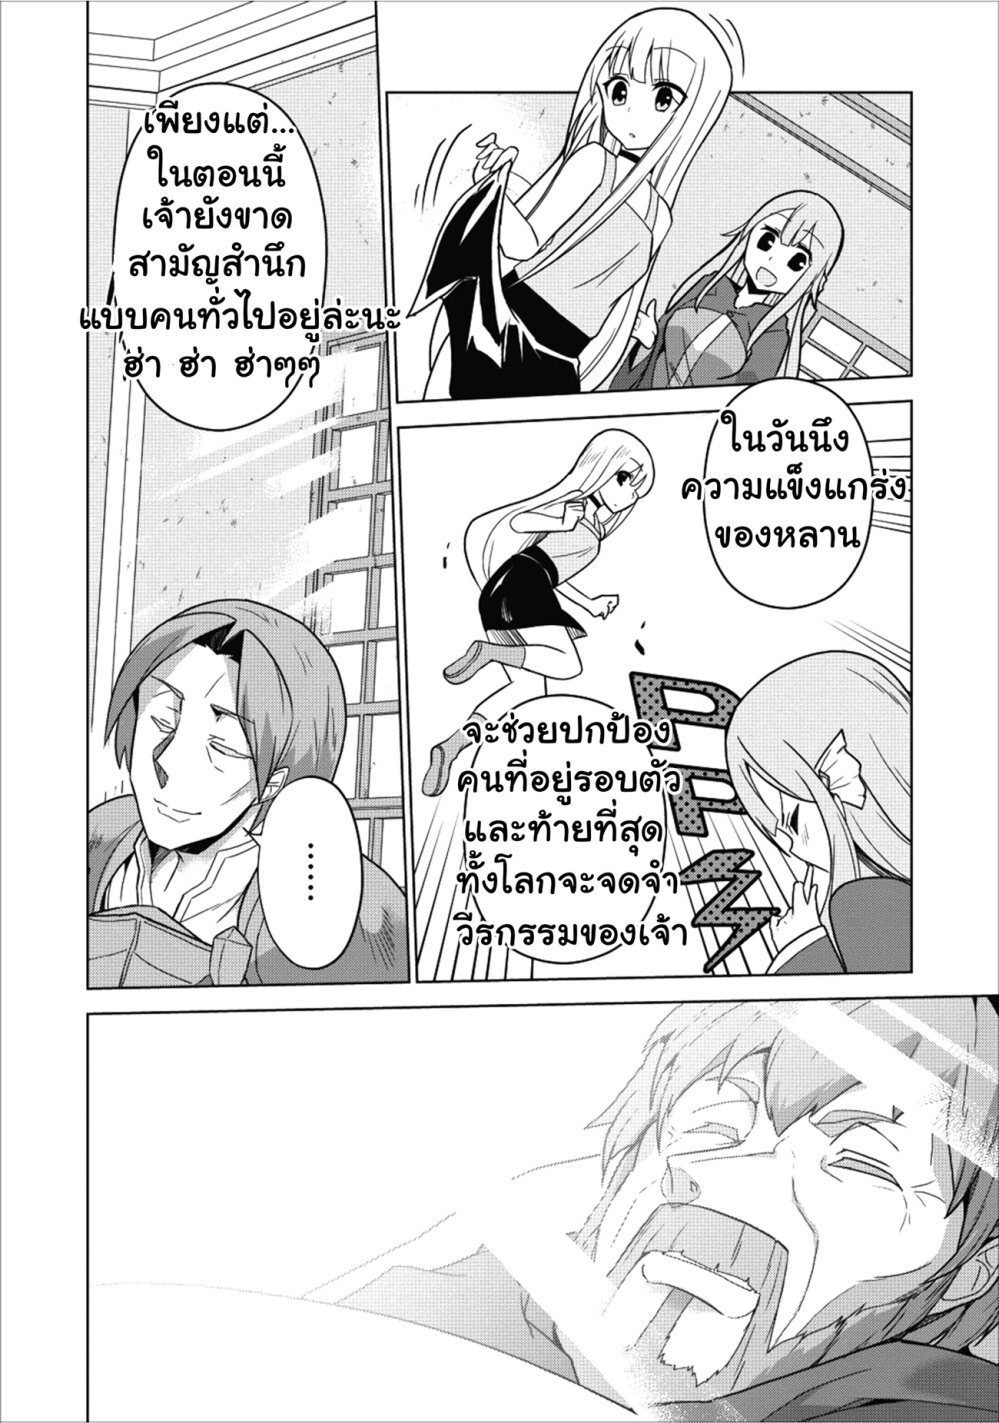 ในวันนึง
ความแข็งแกร่ง
ของหลาน
จะช่วยปกป้อง
คนที่อยู่รอบตัว
และท้ายที่สุด
ทั้งโลกจะจดจำ
วีรกรรมของเจ้า
เพียงแต่...
ในตอนนี้
เจ้ายังขาด
สามัญสำนึก
แบบคนทั่วไปอยู่ล่ะนะ
ฮ่า ฮ่า ฮ่าๆๆ
......